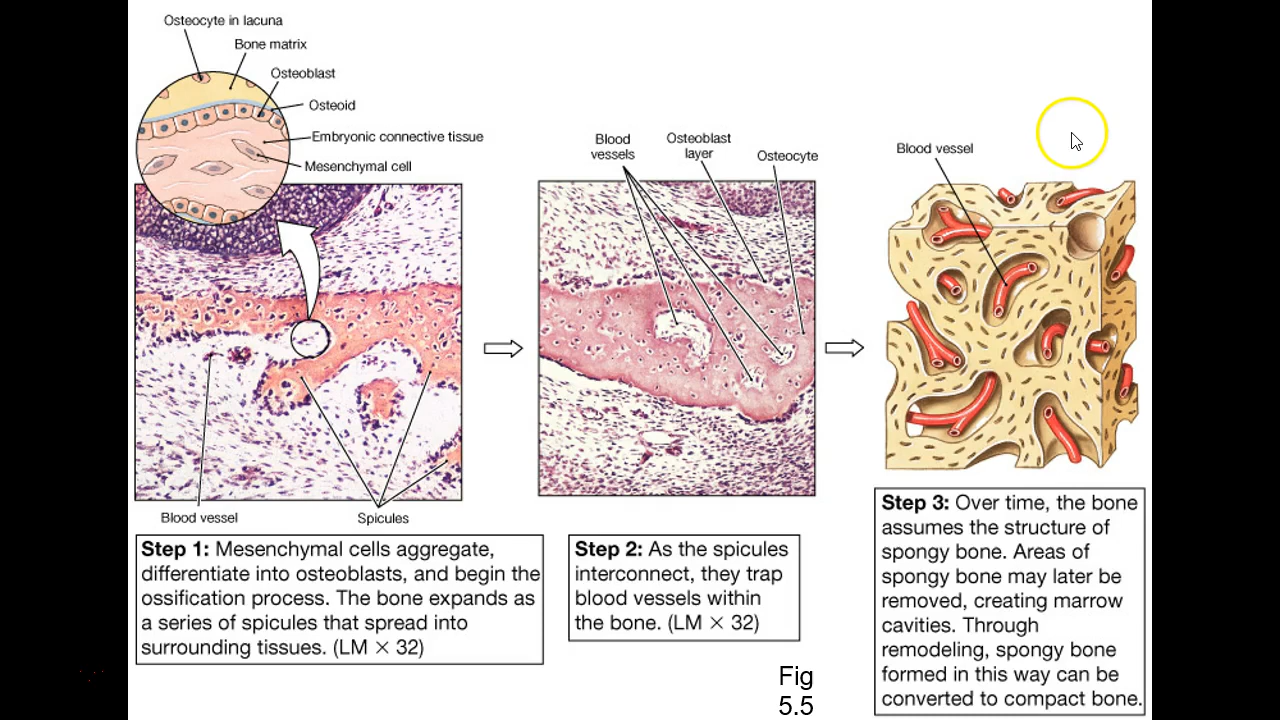 Osteocyte in lacuna
Bone matrix
Osteoblast
Osteoid
Embryonic connective tissue
Mesenchymal cell
Blood vessel
Spicules
Step 1: Mesenchymal cells aggregate,
differentiate into osteoblasts, and begin the
ossification process. The bone expands as
a series of spicules that spread into
surrounding tissues. (LM × 32)
Blood
vessels
Osteoblast
layer
Osteocyte
Step 2: As the spicules
interconnect, they trap
blood vessels within
the bone. (LM × 32)
Blood vessel
Step 3: Over time, the bone
assumes the structure of
spongy bone. Areas of
spongy bone may later be
removed, creating marrow
cavities. Through
remodeling, spongy bone
formed in this way can be
converted to compact bone.
Fig
5.5